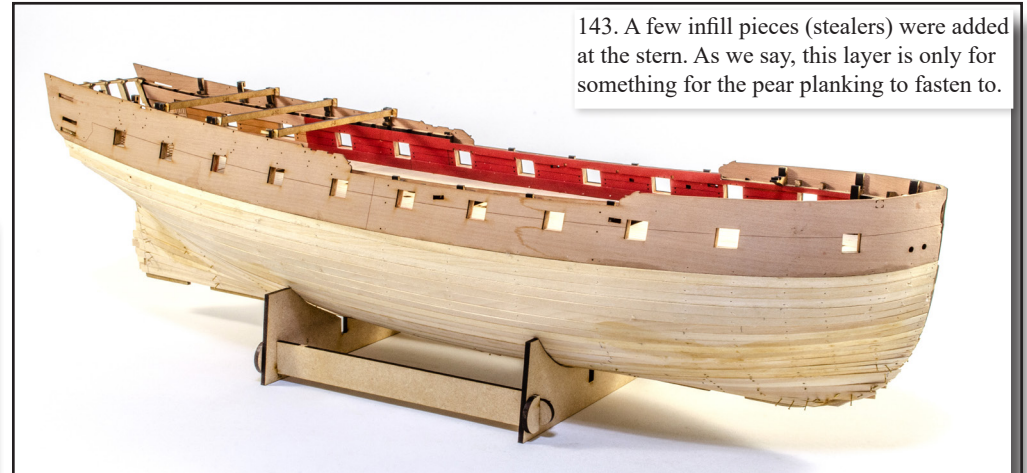 143. A few infill pieces (stealers) were added
at the stern. As we say, this layer is only for
something for the pear planking to fasten to.